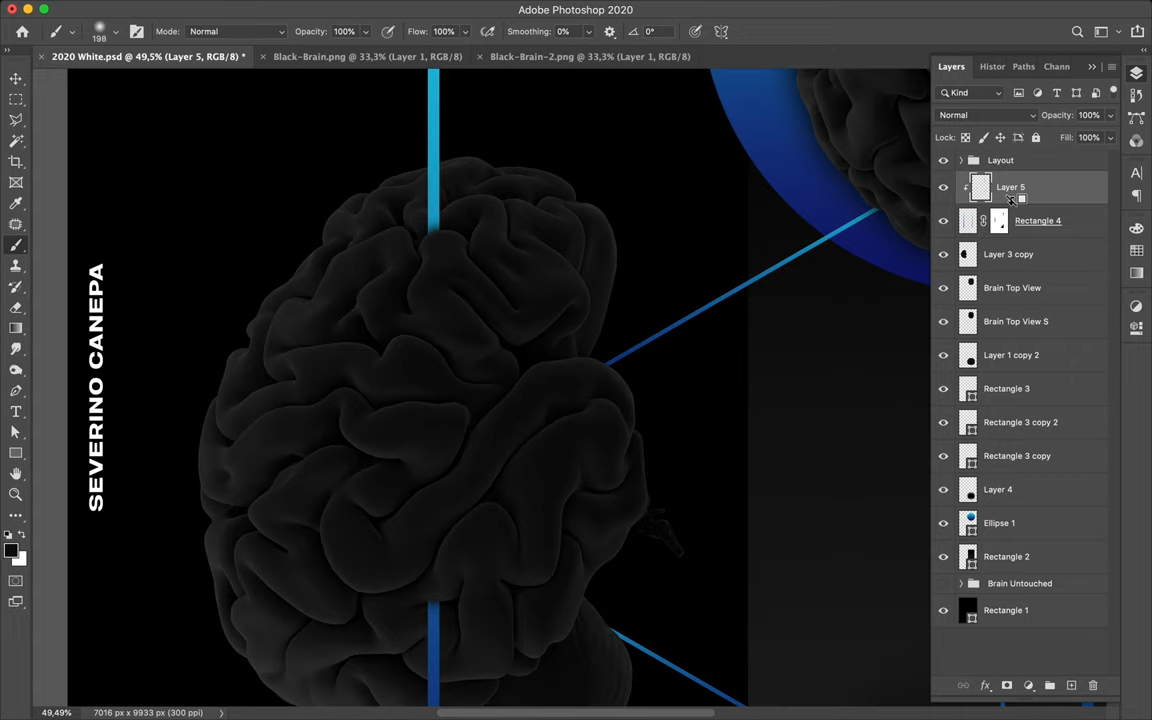 Adobe Photoshop 2020
198
Mode: Normal
Opacity: 100%
Flow: 100%
Smoothing: 0%
0°
2020 White.psd @ 49,5% (Layer 5, RGB/8) *
Black-Brain.png @ 33,3% (Layer 1, RGB/8)
Black-Brain-2.png @ 33,3% (Layer 1, RGB/8)
Layers
Histor
Paths
Chann
Kind
Normal
Opacity: 100%
Lock:
Fill: 100%
Layout
Layer 5
Rectangle 4
Layer 3 copy
Brain Top View
Brain Top View S
Layer 1 copy 2
Rectangle 3
Rectangle 3 copy 2
Rectangle 3 copy
Layer 4
Ellipse 1
Rectangle 2
Brain Untouched
Rectangle 1
SEVERINO CANEPA
49,49%
7016 px x 9933 px (300 ppi)